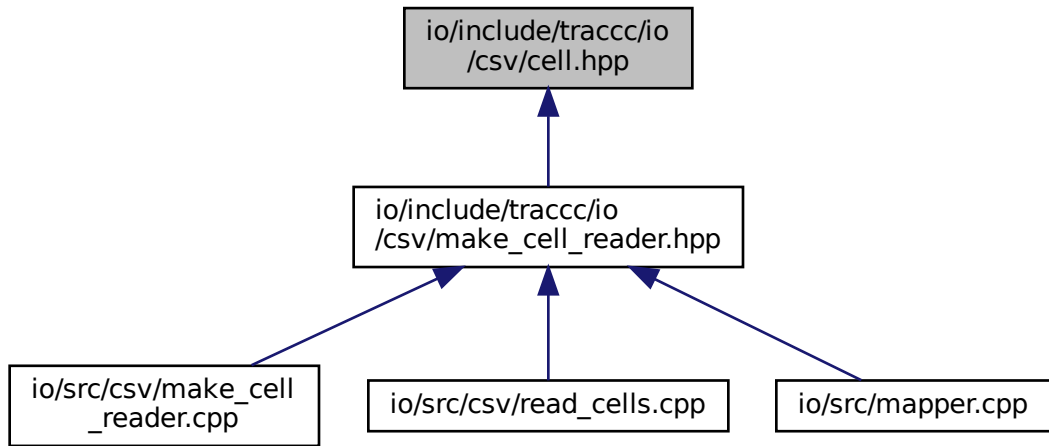 io/include/traccc/io
/csv/cell.hpp
io/include/traccc/io
/csv/make_cell_reader.hpp
io/src/csv/make_cell
_reader.cpp
io/src/csv/read_cells.cpp
io/src/mapper.cpp